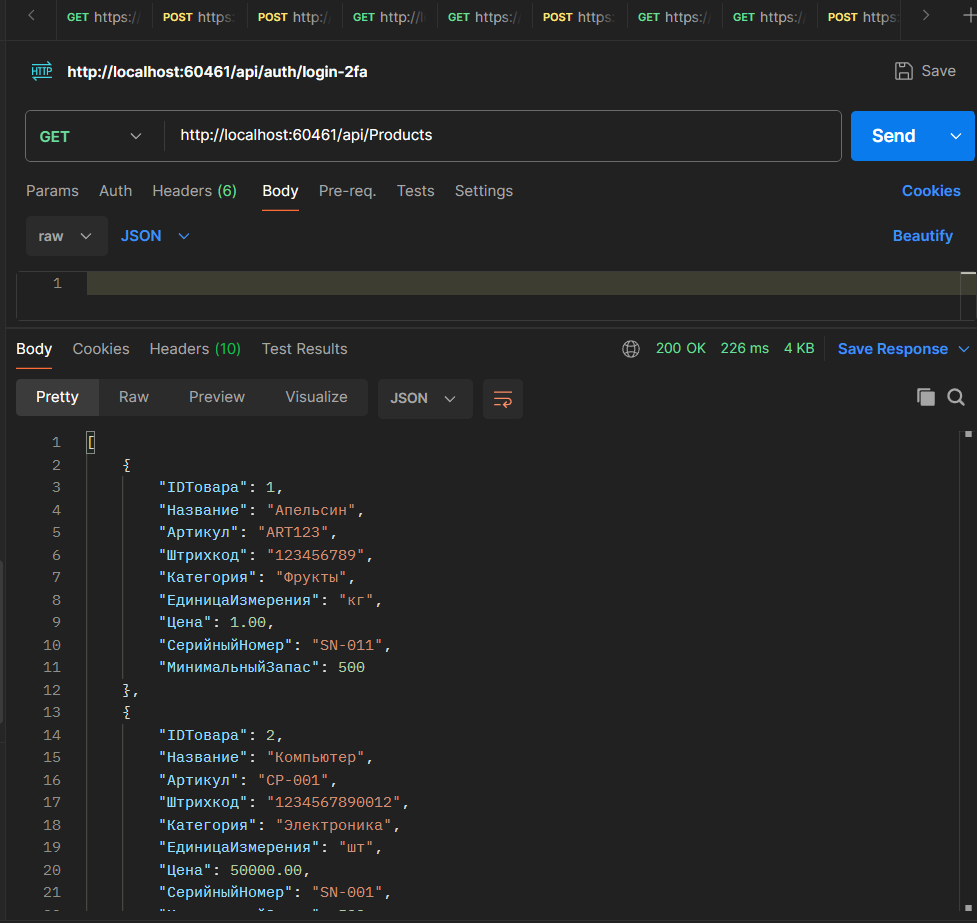 GET https:/ POST https: POST http:/ GET http://l GET https:/ POST https: GET https:/ GET https:/ POST https:
HTTP http://localhost:60461/api/auth/login-2fa Save
GET http://localhost:60461/api/Products Send
Params Auth Headers (6) Body Pre-req. Tests Settings Cookies
raw JSON Beautify
1
Body Cookies Headers (10) Test Results 200 OK 226 ms 4 KB Save Response
Pretty Raw Preview Visualize JSON
1 [
2 {
3 "IDТовара": 1,
4 "Название": "Апельсин",
5 "Артикул": "ART123",
6 "Штрихкод": "123456789",
7 "Категория": "Фрукты",
8 "ЕдиницаИзмерения": "кг",
9 "Цена": 1.00,
10 "СерийныйНомер": "SN-011",
11 "МинимальныйЗапас": 500
12 },
13 {
14 "IDТовара": 2,
15 "Название": "Компьютер",
16 "Артикул": "CP-001",
17 "Штрихкод": "1234567890012",
18 "Категория": "Электроника",
19 "ЕдиницаИзмерения": "шт",
20 "Цена": 50000.00,
21 "СерийныйНомер": "SN-001",